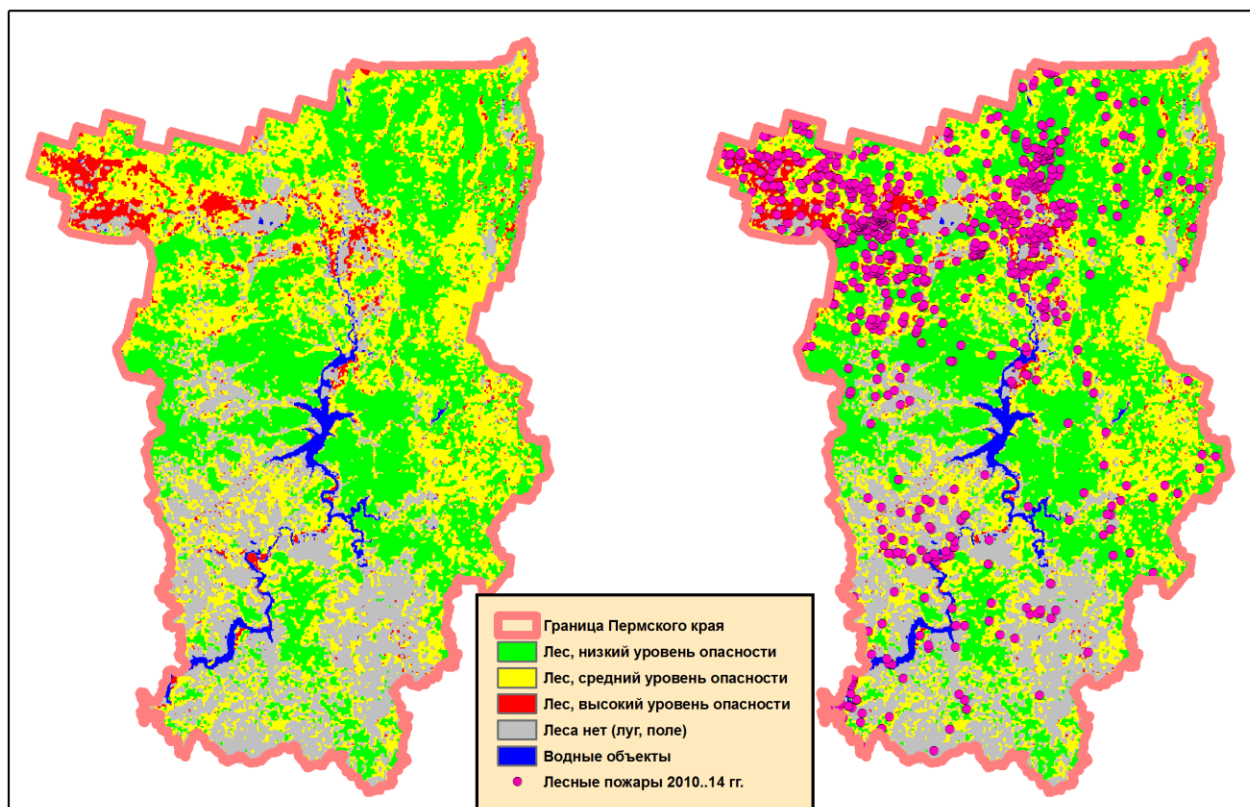 Граница Пермского края
Лес, низкий уровень опасности
Лес, средний уровень опасности
Лес, высокий уровень опасности
Леса нет (луг, поле)
Водные объекты
Лесные пожары 2010..14 гг.